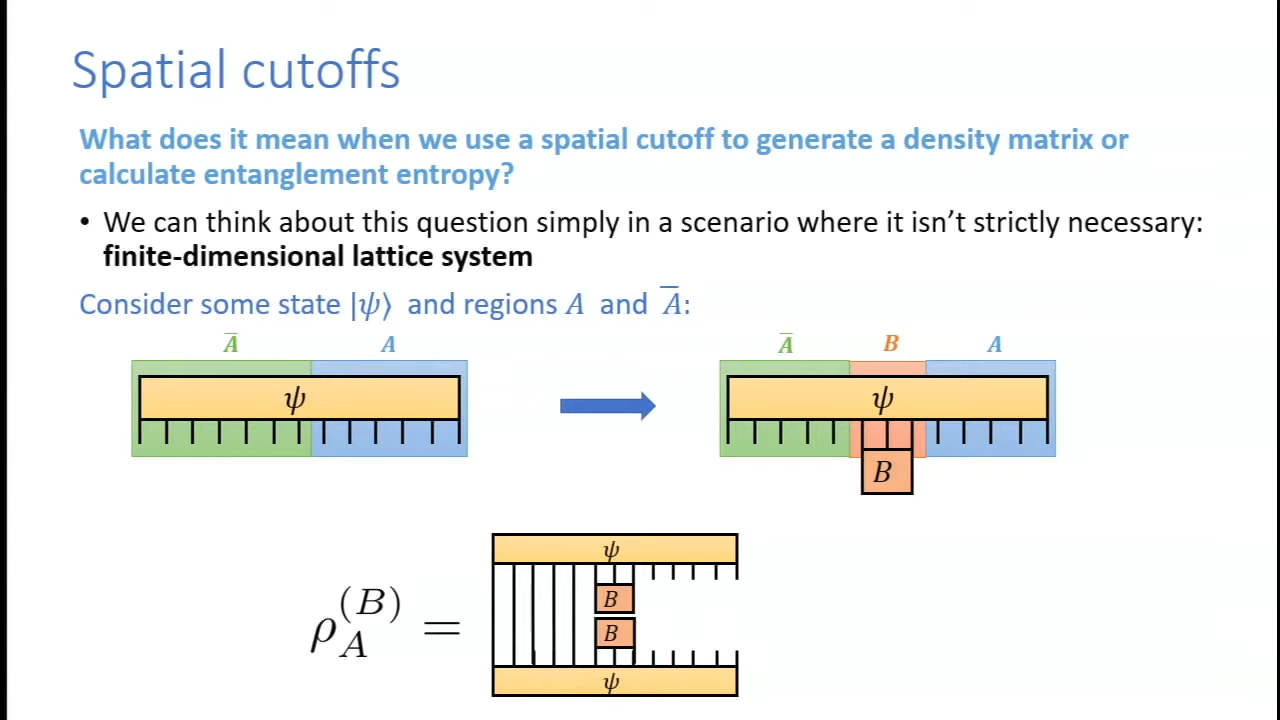 Spatial cutoffs
What does it mean when we use a spatial cutoff to generate a density matrix or
calculate entanglement entropy?
• We can think about this question simply in a scenario where it isn’t strictly necessary:
finite-dimensional lattice system
Consider some state |ψ⟩ and regions A and A̅:
A̅ A A̅ B A
ψ ψ
B
ψ
ρ_A^(B) = B
B
ψ